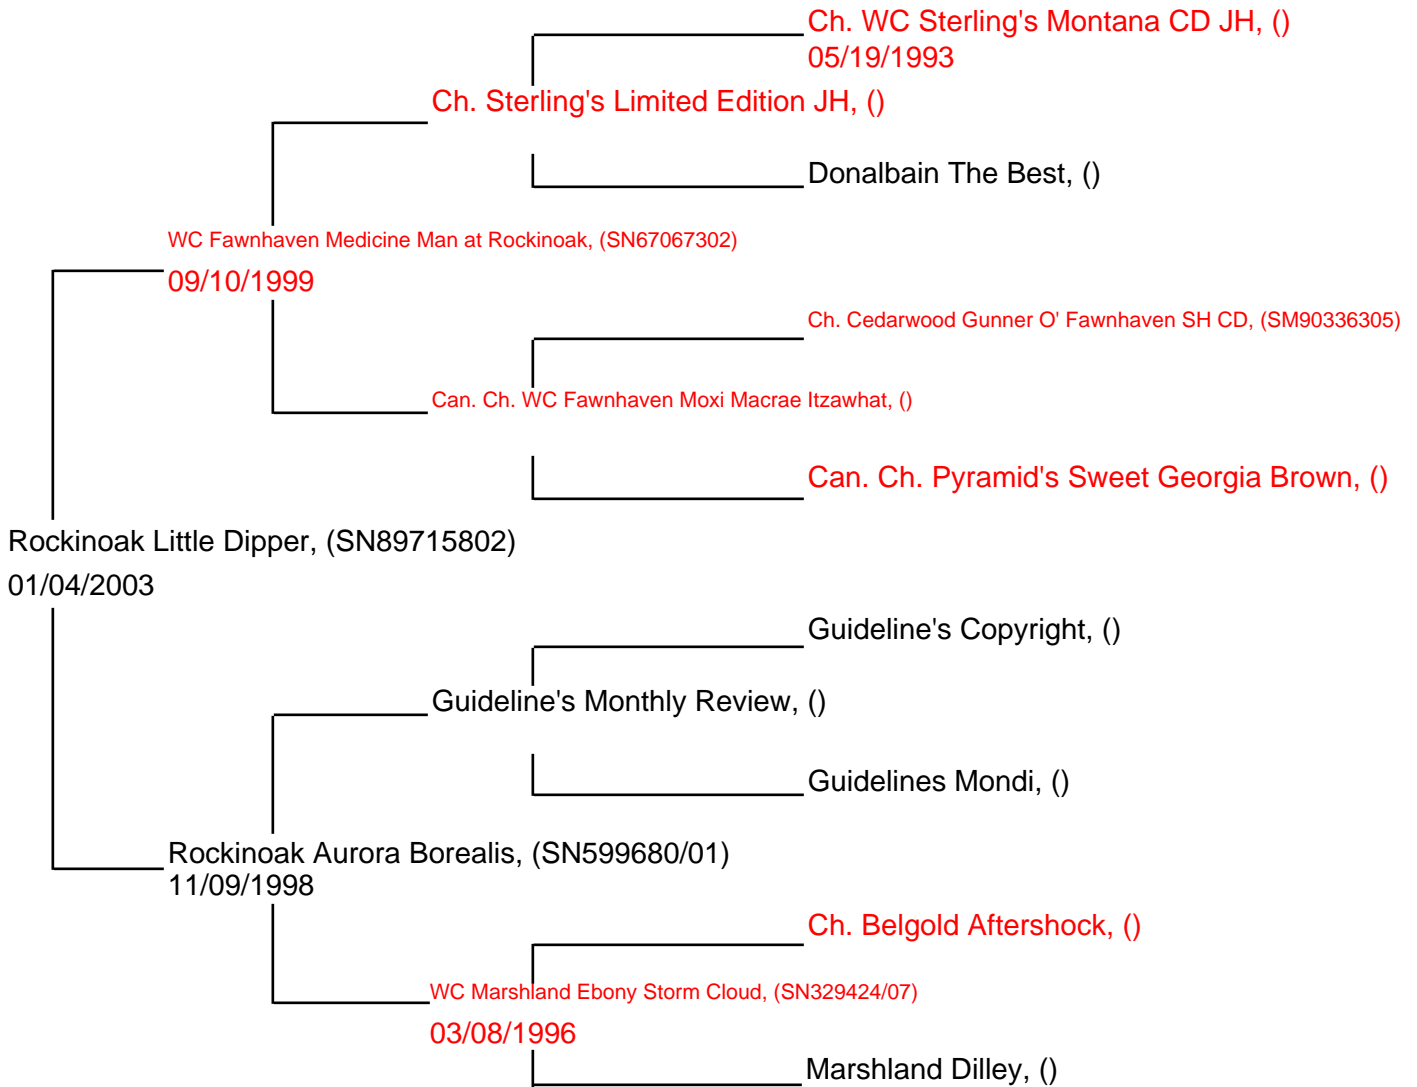 Ch. WC Sterling's Montana CD JH, ()
05/19/1993
Ch. Sterling's Limited Edition JH, ()
Donalbain The Best, ()
WC Fawnhaven Medicine Man at Rockinoak, (SN67067302)
09/10/1999
Ch. Cedarwood Gunner O' Fawnhaven SH CD, (SM90336305)
Can. Ch. WC Fawnhaven Moxi Macrae Itzawhat, ()
Can. Ch. Pyramid's Sweet Georgia Brown, ()
Rockinoak Little Dipper, (SN89715802)
01/04/2003
Guideline's Copyright, ()
Guideline's Monthly Review, ()
Guidelines Mondi, ()
Rockinoak Aurora Borealis, (SN599680/01)
11/09/1998
Ch. Belgold Aftershock, ()
WC Marshland Ebony Storm Cloud, (SN329424/07)
03/08/1996
Marshland Dilley, ()